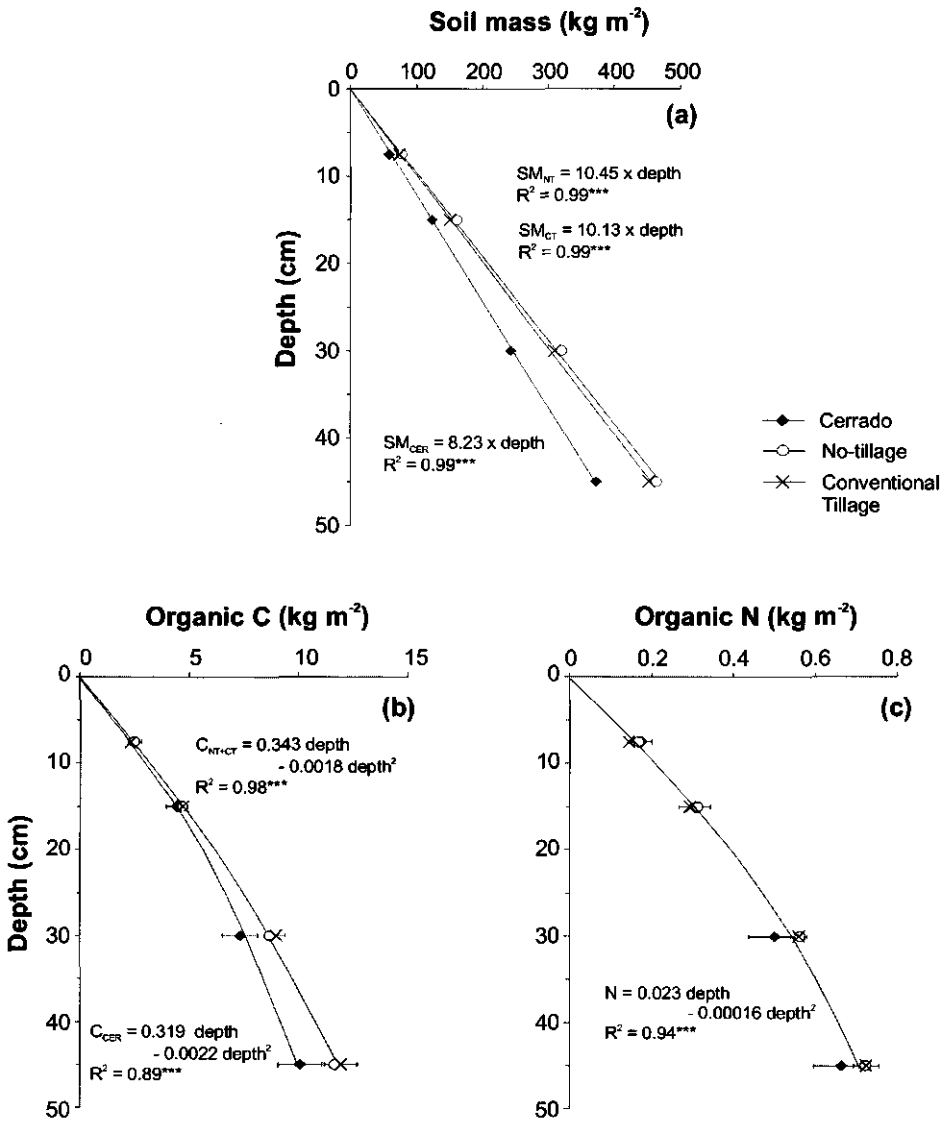 Soil mass (kg m⁻²)
0 100 200 300 400 500
0
10
20
30
40
50
Depth (cm)
(a)
SM_NT = 10.45 x depth
R² = 0.99***
SM_CT = 10.13 x depth
R² = 0.99***
SM_CER = 8.23 x depth
R² = 0.99***
Cerrado
No-tillage
Conventional
Tillage
Organic C (kg m⁻²)
0 5 10 15
0
10
20
30
40
50
Depth (cm)
(b)
C_NT+CT = 0.343 depth
- 0.0018 depth²
R² = 0.98***
C_CER = 0.319 depth
- 0.0022 depth²
R² = 0.89***
Organic N (kg m⁻²)
0 0.2 0.4 0.6 0.8
0
10
20
30
40
50
(c)
N = 0.023 depth
- 0.00016 depth²
R² = 0.94***